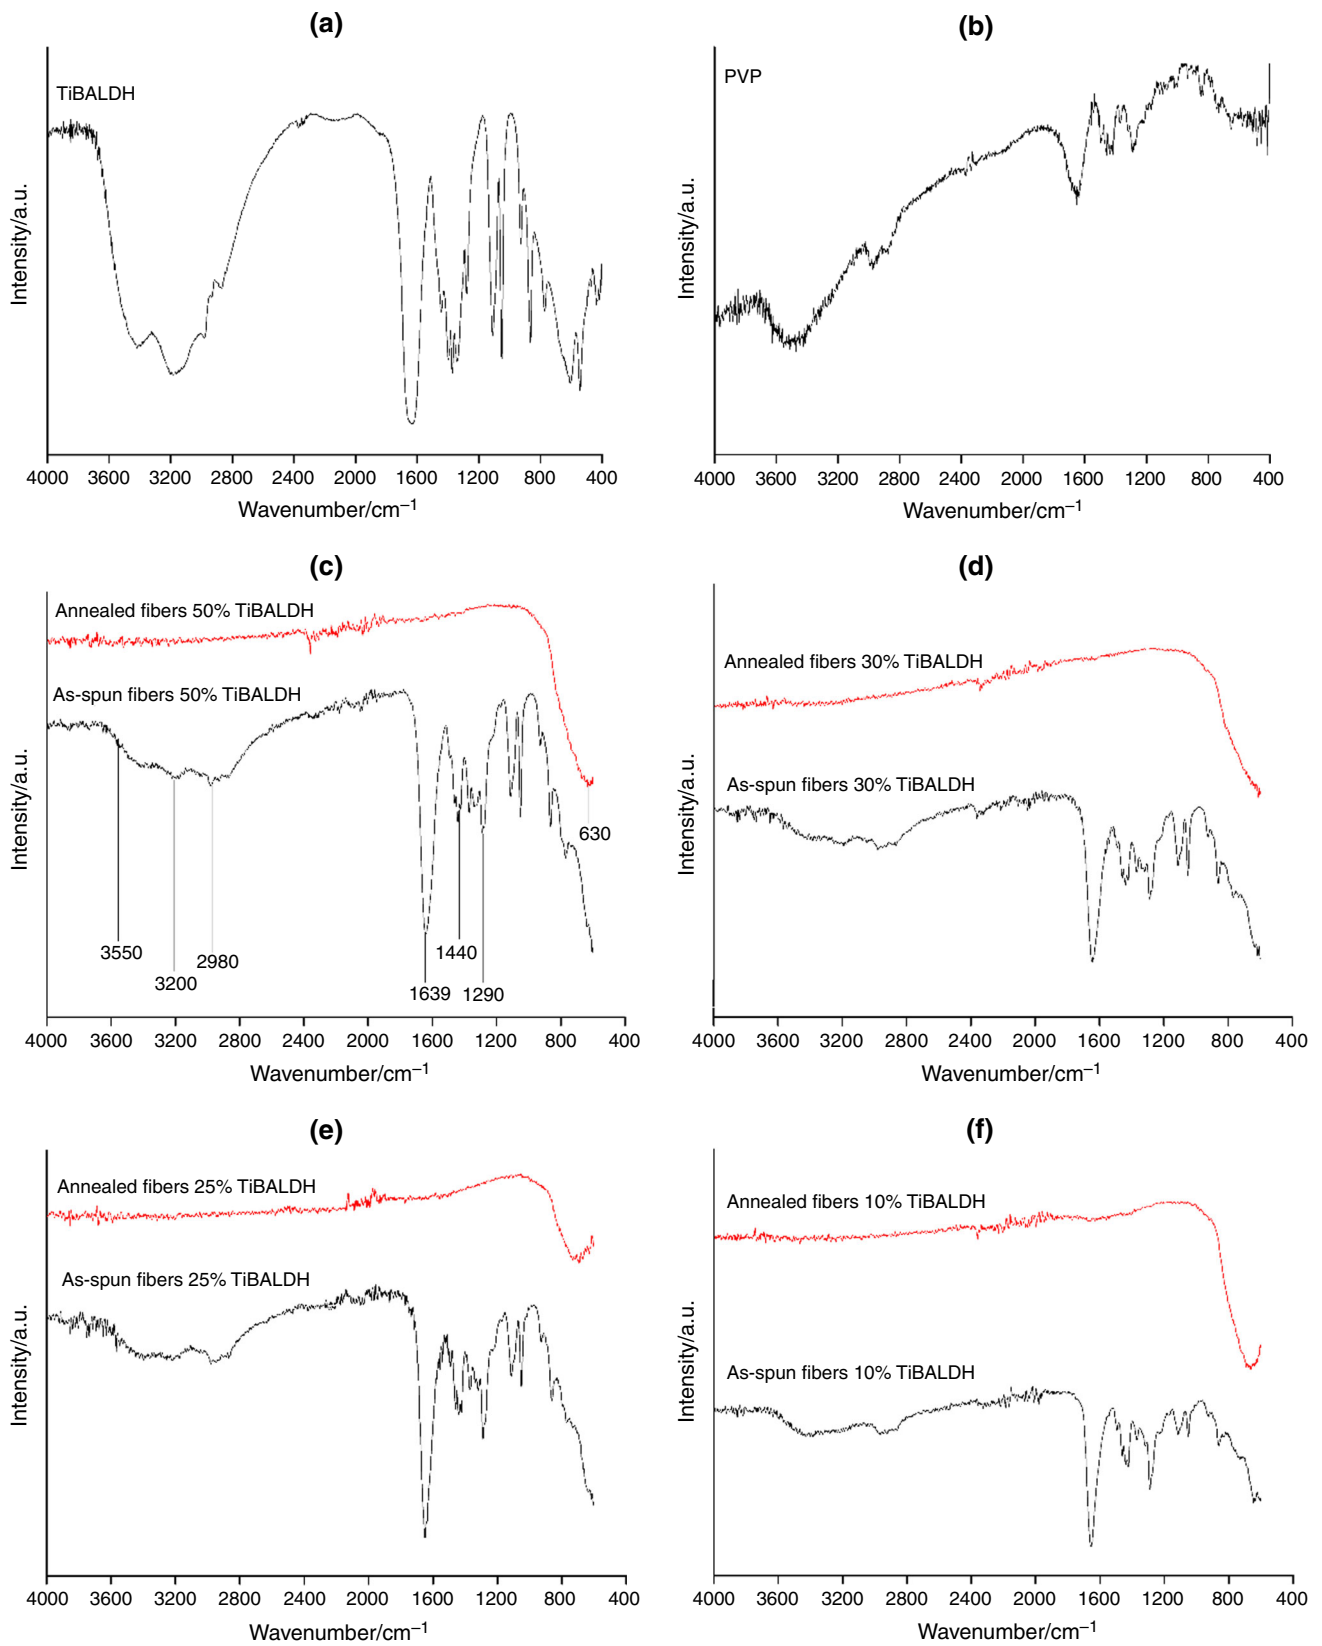 (a)
TiBALDH
Intensity/a.u.
4000 3600 3200 2800 2400 2000 1600 1200 800 400
Wavenumber/cm⁻¹
(b)
PVP
Intensity/a.u.
4000 3600 3200 2800 2400 2000 1600 1200 800 400
Wavenumber/cm⁻¹
(c)
Annealed fibers 50% TiBALDH
As-spun fibers 50% TiBALDH
Intensity/a.u.
630
3550
3200
2980
1639
1440
1290
4000 3600 3200 2800 2400 2000 1600 1200 800 400
Wavenumber/cm⁻¹
(d)
Annealed fibers 30% TiBALDH
As-spun fibers 30% TiBALDH
Intensity/a.u.
4000 3600 3200 2800 2400 2000 1600 1200 800 400
Wavenumber/cm⁻¹
(e)
Annealed fibers 25% TiBALDH
As-spun fibers 25% TiBALDH
Intensity/a.u.
4000 3600 3200 2800 2400 2000 1600 1200 800 400
Wavenumber/cm⁻¹
(f)
Annealed fibers 10% TiBALDH
As-spun fibers 10% TiBALDH
Intensity/a.u.
4000 3600 3200 2800 2400 2000 1600 1200 800 400
Wavenumber/cm⁻¹